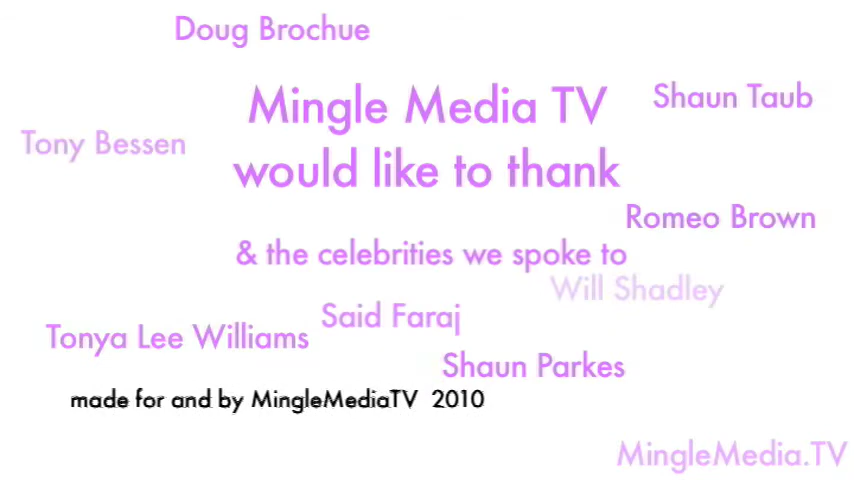 Doug Brochue
Mingle Media TV
Shaun Taub
Tony Bessen
would like to thank
Romeo Brown
& the celebrities we spoke to
Will Shadley
Said Faraj
Tonya Lee Williams
Shaun Parkes
made for and by MingleMediaTV 2010
MingleMedia.TV